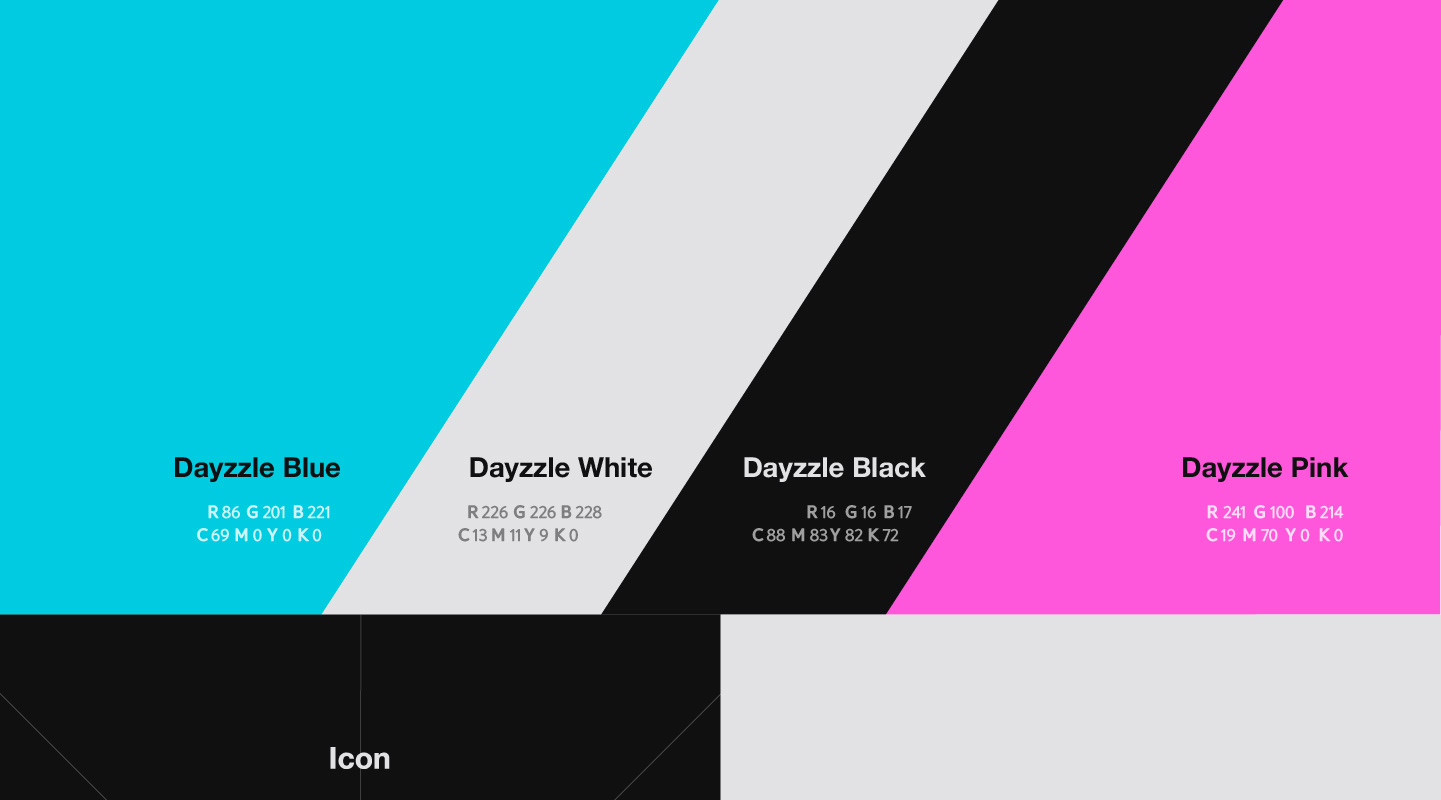 Dayzzle Blue
R 86 G 201 B 221
C 69 M 0 Y 0 K 0
Dayzzle White
R 226 G 226 B 228
C 13 M 11 Y 9 K 0
Dayzzle Black
R 16 G 16 B 17
C 88 M 83 Y 82 K 72
Dayzzle Pink
R 241 G 100 B 214
C 19 M 70 Y 0 K 0
Icon